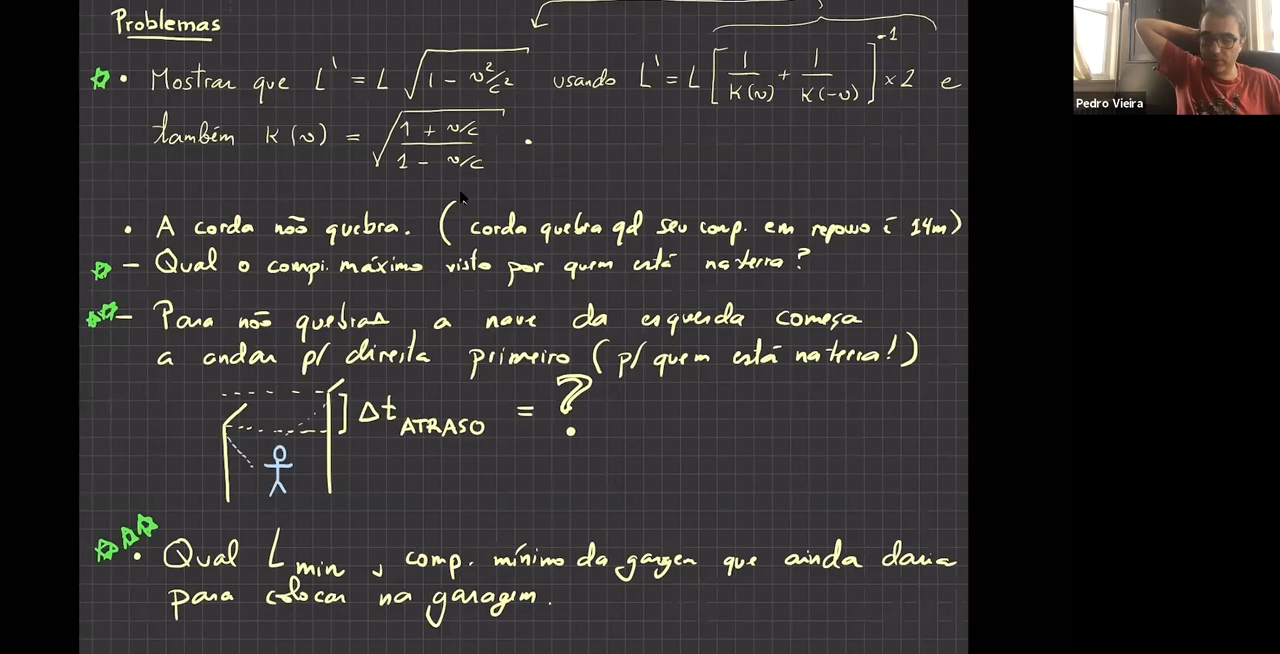 Problemas
• Mostrar que L' = L √(1 - v²/c²) usando L' = L [1/K(v) + 1/K(-v)]⁻¹ × 2 e
também K(v) = √((1 + v/c)/(1 - v/c)) .
• A corda não quebra. (corda quebra qd seu comp. em repouso é 14m)
- Qual o compi. máximo visto por quem está na terra?
- Para não quebrar, a nave da esquerda começa
a andar p/ direita primeiro (p/ quem está na terra!)
] Δt ATRASO = ?
• Qual Lmin, comp. mínimo da garagem que ainda daria
para colocar na garagem.
Pedro Vieira